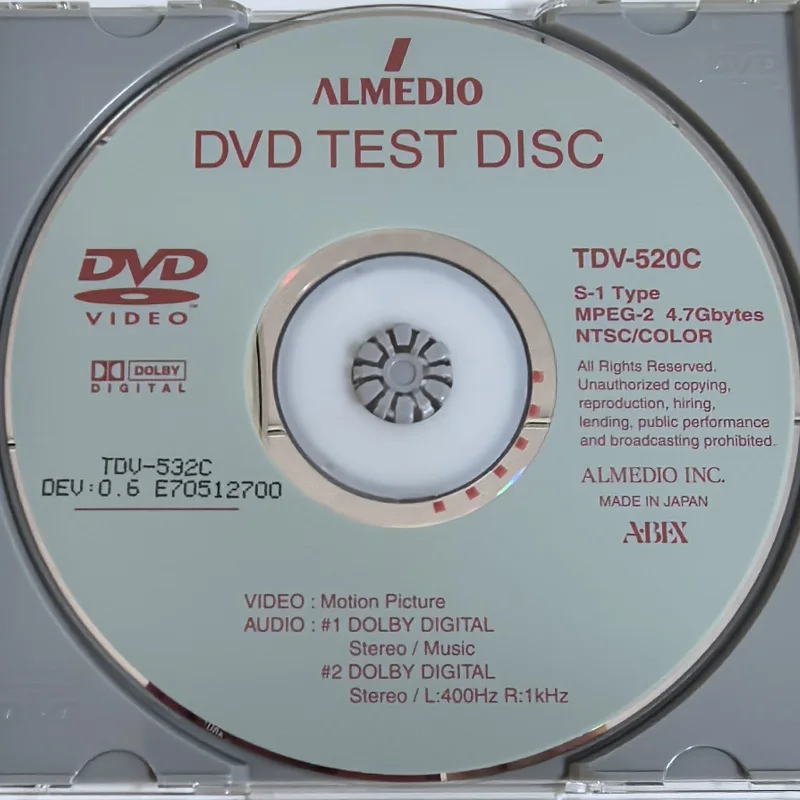 ALMEDIO
DVD TEST DISC
DVD
VIDEO
TM
DOLBY
DIGITAL
TDV-532C
DEV:0.6 E70512700
TDV-520C
S-1 Type
MPEG-2 4.7Gbytes
NTSC/COLOR
All Rights Reserved.
Unauthorized copying,
reproduction, hiring,
lending, public performance
and broadcasting prohibited.
ALMEDIO INC.
MADE IN JAPAN
A·BEX
VIDEO : Motion Picture
AUDIO : #1 DOLBY DIGITAL
Stereo / Music
#2 DOLBY DIGITAL
Stereo / L:400Hz R:1kHz